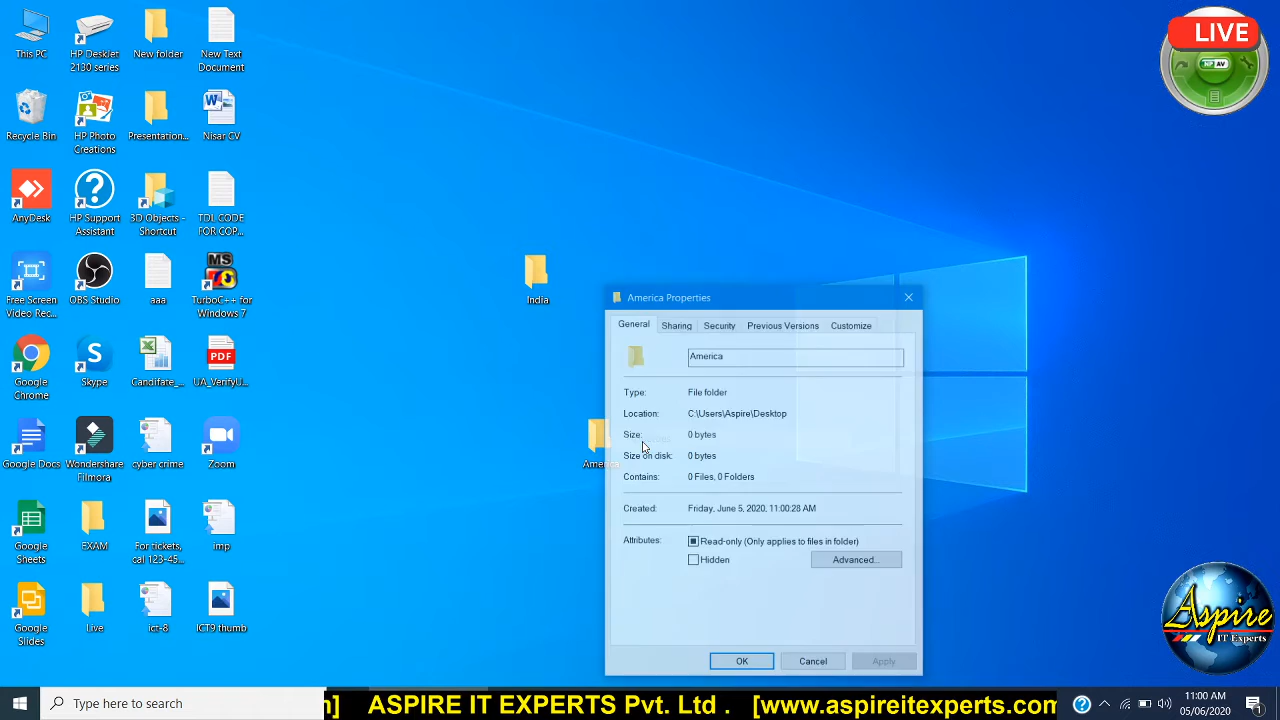 This PC
HP Deskjet
2130 series
New folder
New Text
Document
Recycle Bin
HP Photo
Creations
Presentation...
Nisar CV
AnyDesk
HP Support
Assistant
3D Objects -
Shortcut
TDL CODE
FOR COP...
Free Screen
Video Rec...
OBS Studio
aaa
MS
TurboC++ for
Windows 7
Google
Chrome
Skype
Candifate_...
PDF
UA_VerifyU...
Google Docs
Wondershare
Filmora
cyber crime
Zoom
Google
Sheets
EXAM
For tickets,
cal 123-45...
imp
Google
Slides
Live
ict-8
ICT9 thumb
India
America
America Properties
General
Sharing
Security
Previous Versions
Customize
America
Type: File folder
Location: C:\Users\Aspire\Desktop
Size: 0 bytes
Size on disk: 0 bytes
Contains: 0 Files, 0 Folders
Created: Friday, June 5, 2020, 11:00:28 AM
Attributes: Read-only (Only applies to files in folder)
Hidden
Advanced...
OK
Cancel
Apply
LIVE
Aspire
IT Experts
Type here to search
] ASPIRE IT EXPERTS Pvt. Ltd . [www.aspireitexperts.com
11:00 AM
05/06/2020
1